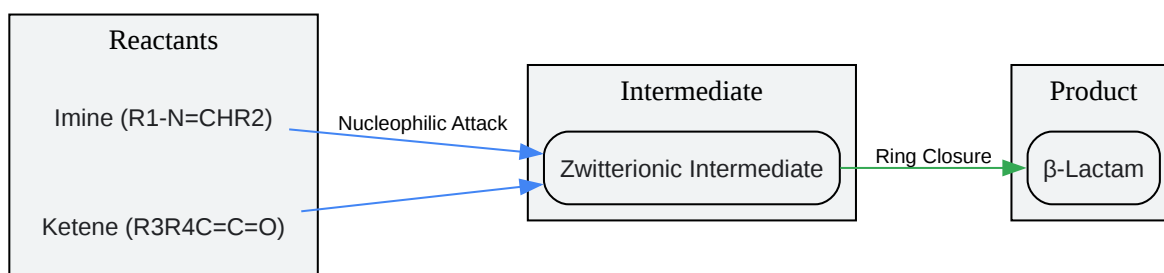 Reactants
Imine (R1-N=CHR2)
Ketene (R3R4C=C=O)
Nucleophilic Attack
Intermediate
Zwitterionic Intermediate
Ring Closure
Product
β-Lactam